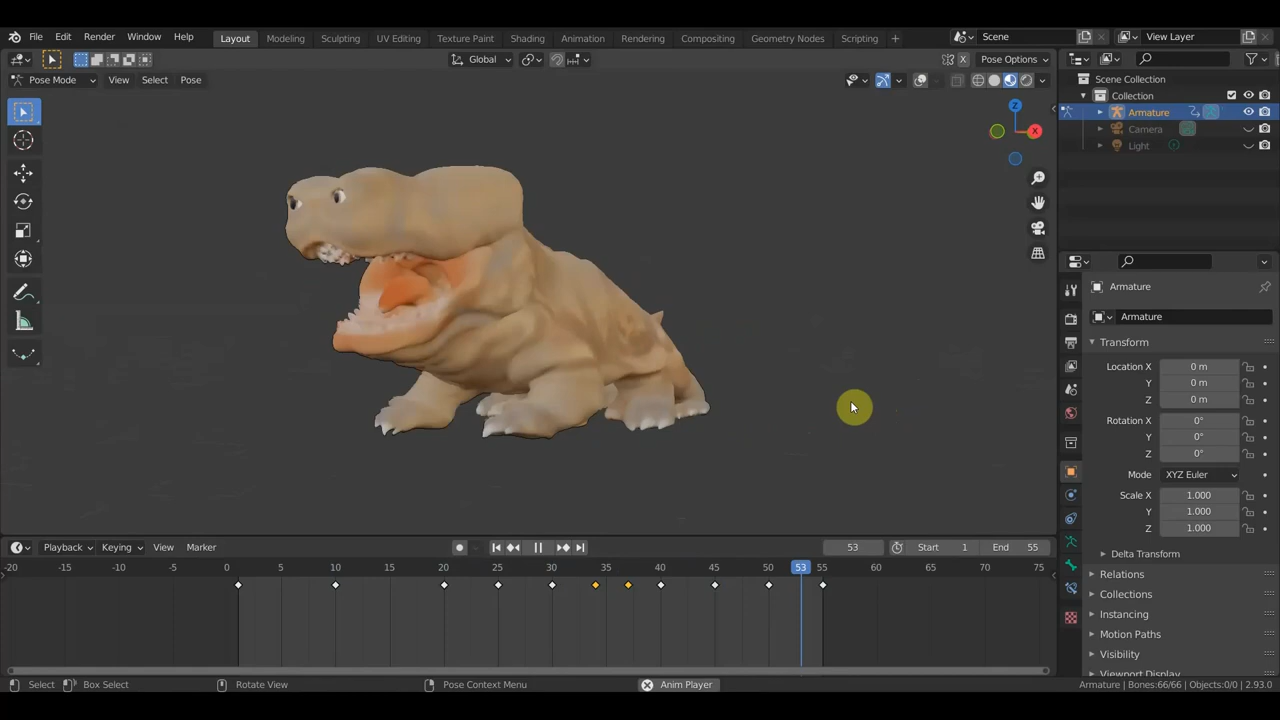 File Edit Render Window Help Layout Modeling Sculpting UV Editing Texture Paint Shading Animation Rendering Compositing Geometry Nodes Scripting + Scene View Layer
Global X Pose Options
Pose Mode View Select Pose
Z
X
Scene Collection
Collection
Armature
Camera
Light
Armature
Armature
Transform
Location X 0 m
Y 0 m
Z 0 m
Rotation X 0°
Y 0°
Z 0°
Mode XYZ Euler
Scale X 1.000
Y 1.000
Z 1.000
Delta Transform
Relations
Collections
Instancing
Motion Paths
Visibility
Viewport Display
Playback Keying View Marker 53 Start 1 End 55
-20 -15 -10 -5 0 5 10 15 20 25 30 35 40 45 50 53 55 60 65 70 75
Select Box Select Rotate View Pose Context Menu Anim Player Armature | Bones:66/66 | Objects:0/0 | 2.93.0